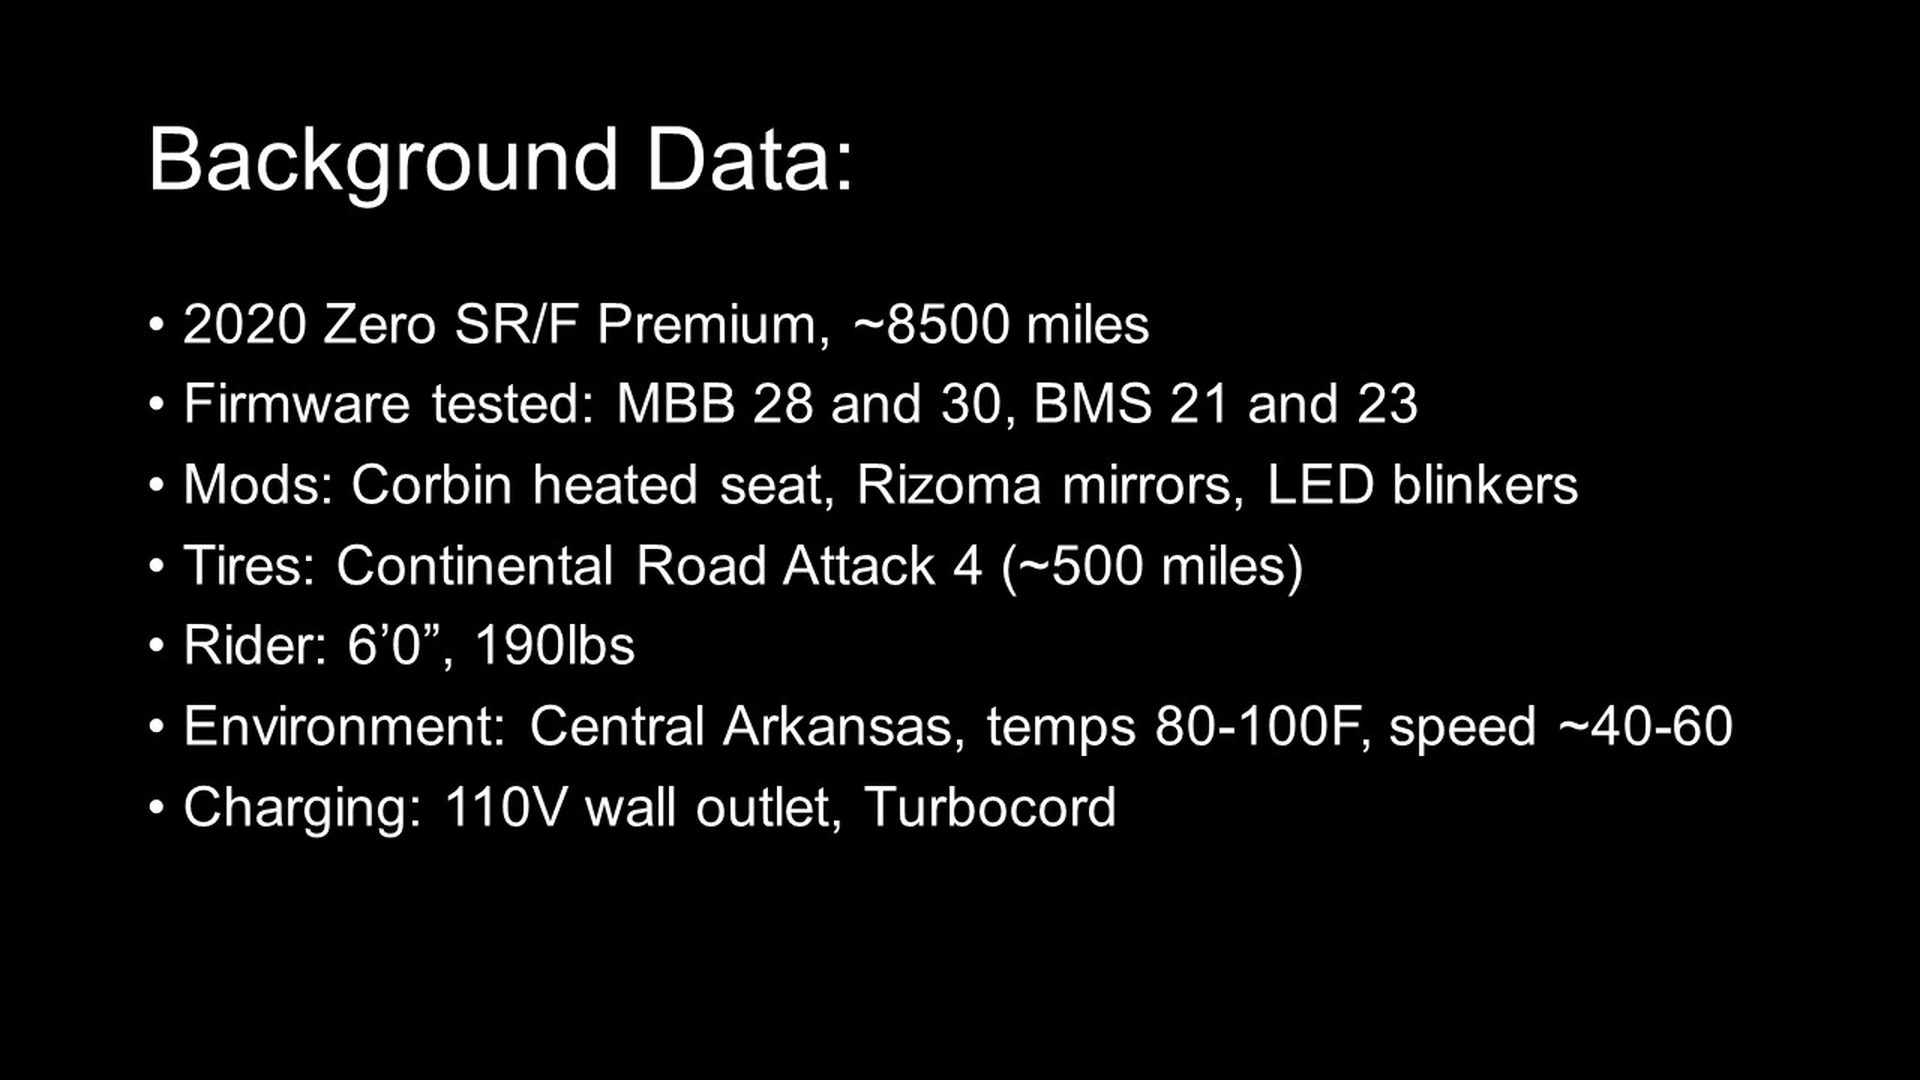 Background Data:
• 2020 Zero SR/F Premium, ~8500 miles
• Firmware tested: MBB 28 and 30, BMS 21 and 23
• Mods: Corbin heated seat, Rizoma mirrors, LED blinkers
• Tires: Continental Road Attack 4 (~500 miles)
• Rider: 6’0”, 190lbs
• Environment: Central Arkansas, temps 80-100F, speed ~40-60
• Charging: 110V wall outlet, Turbocord